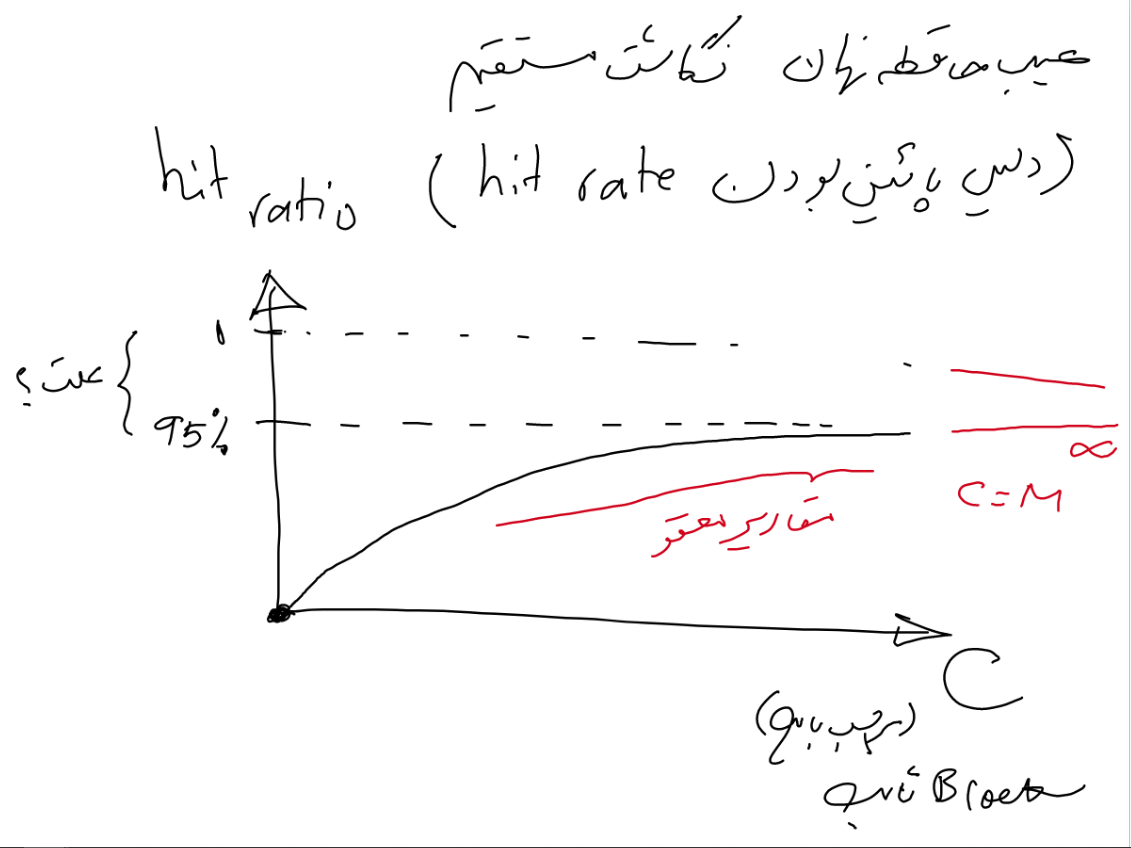 عیب حافظه نهان نگاشت مستقیم
(دلیل پائین بودن hit rate)
hit ratio
1
علت؟
95%
∞
C = M
مقادیر معقول
C
(برحسب بایت)
Block ثابت